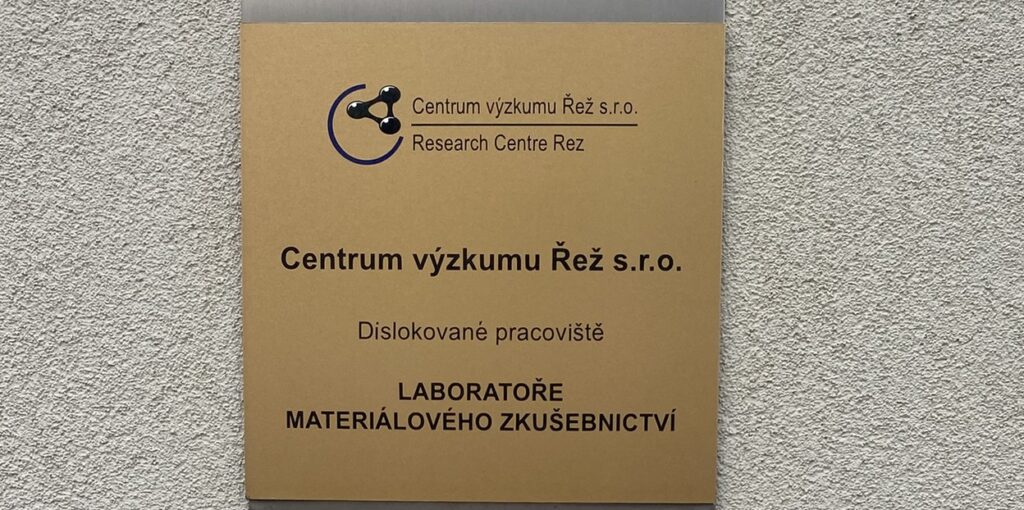 Centrum výzkumu Řež s.r.o.
Research Centre Rez
Centrum výzkumu Řež s.r.o.
Dislokované pracoviště
LABORATOŘE
MATERIÁLOVÉHO ZKUŠEBNICTVÍ